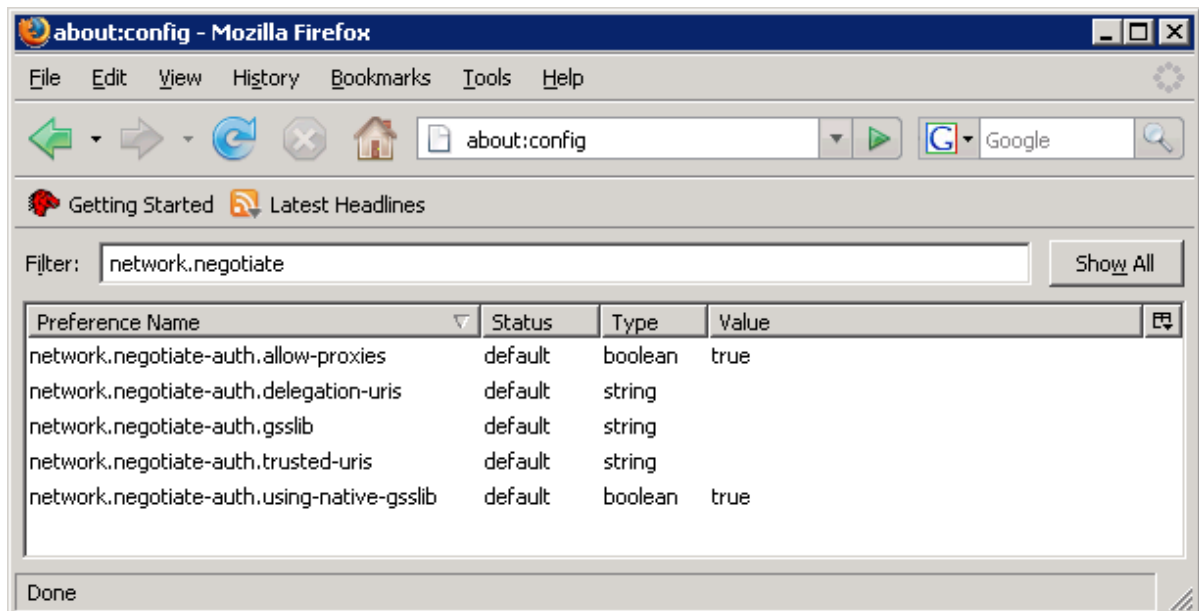 about:config - Mozilla Firefox
File Edit View History Bookmarks Tools Help
about:config G Google
Getting Started Latest Headlines
Filter: network.negotiate Show All
Preference Name Status Type Value
network.negotiate-auth.allow-proxies default boolean true
network.negotiate-auth.delegation-uris default string
network.negotiate-auth.gsslib default string
network.negotiate-auth.trusted-uris default string
network.negotiate-auth.using-native-gsslib default boolean true
Done